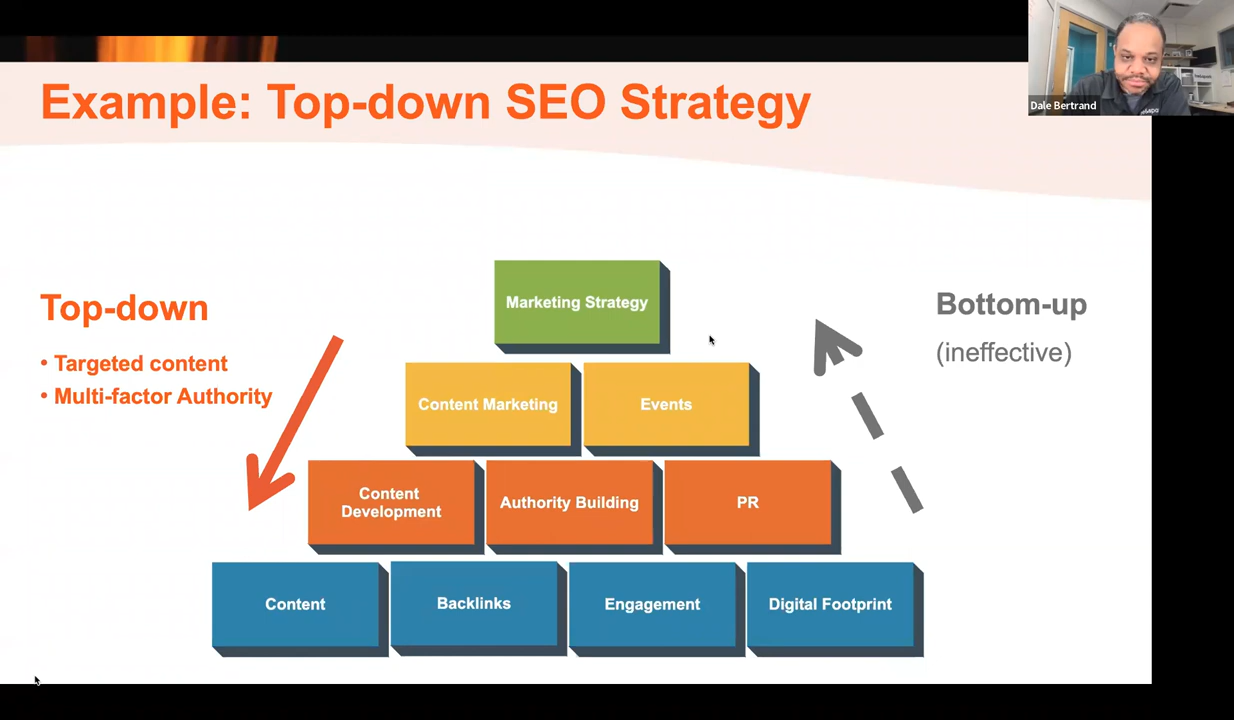 Example: Top-down SEO Strategy
Dale Bertrand
Top-down
• Targeted content
• Multi-factor Authority
Bottom-up
(ineffective)
Marketing Strategy
Content Marketing
Events
Content
Development
Authority Building
PR
Content
Backlinks
Engagement
Digital Footprint